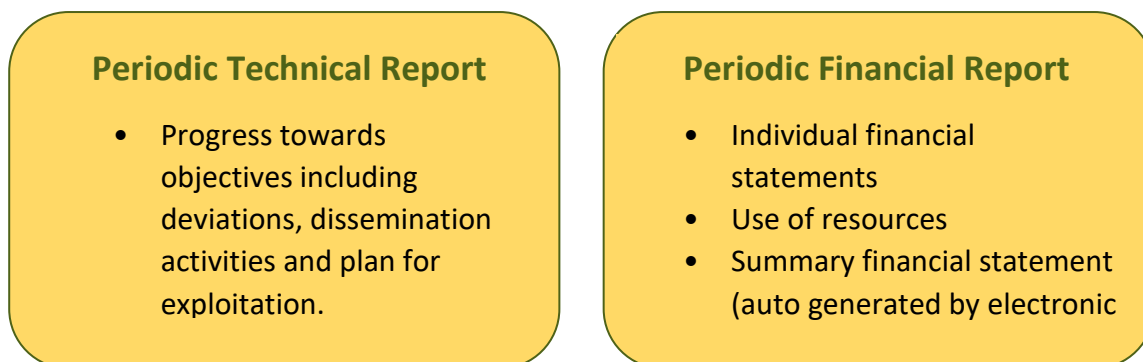 Periodic Technical Report
• Progress towards
objectives including
deviations, dissemination
activities and plan for
exploitation.
Periodic Financial Report
• Individual financial
statements
• Use of resources
• Summary financial statement
(auto generated by electronic